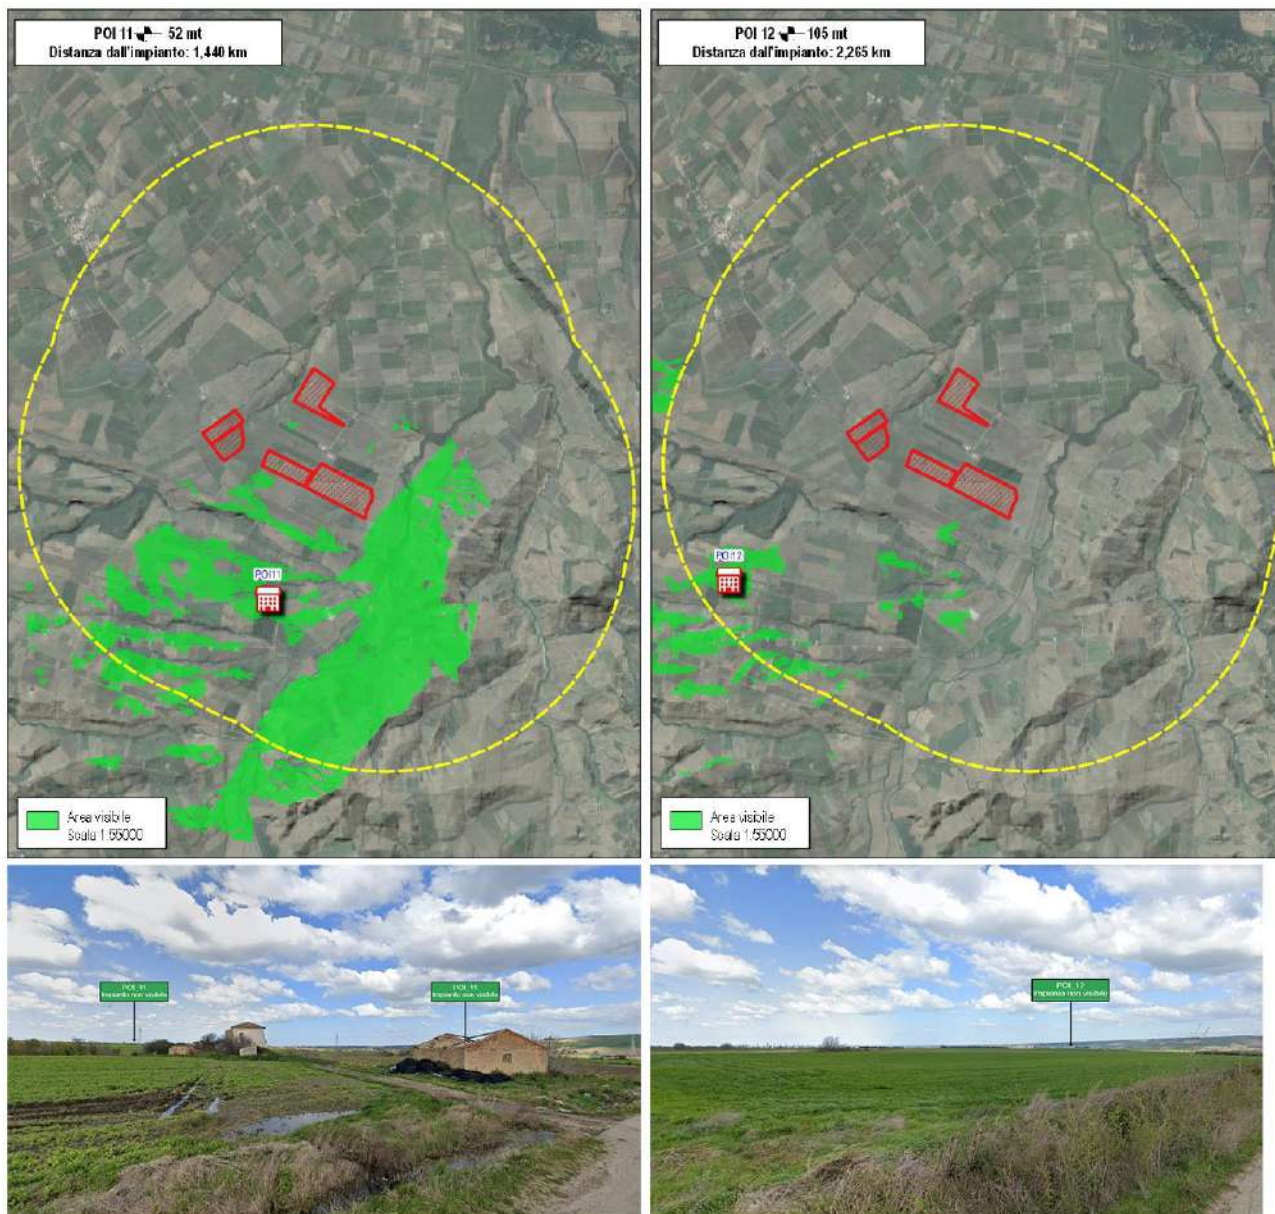 POI 11 52 mt
Distanza dall'impianto: 1,440 km
POI11
Area visibile
Scala 1:55000
POI 12 105 mt
Distanza dall'impianto: 2,265 km
POI12
Area visibile
Scala 1:55000
POI 11
Impianto non visibile
POI 11
Impianto non visibile
POI 12
Impianto non visibile